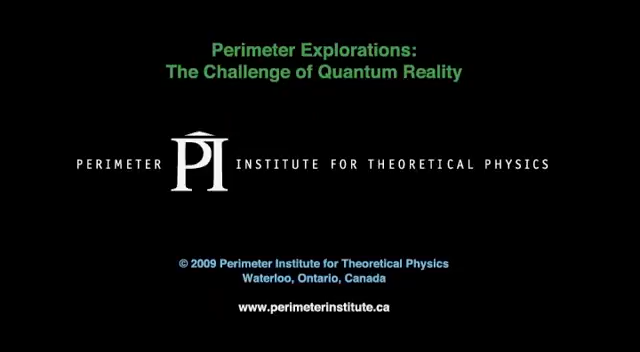 Perimeter Explorations:
The Challenge of Quantum Reality
PERIMETER PI INSTITUTE FOR THEORETICAL PHYSICS
© 2009 Perimeter Institute for Theoretical Physics
Waterloo, Ontario, Canada
www.perimeterinstitute.ca